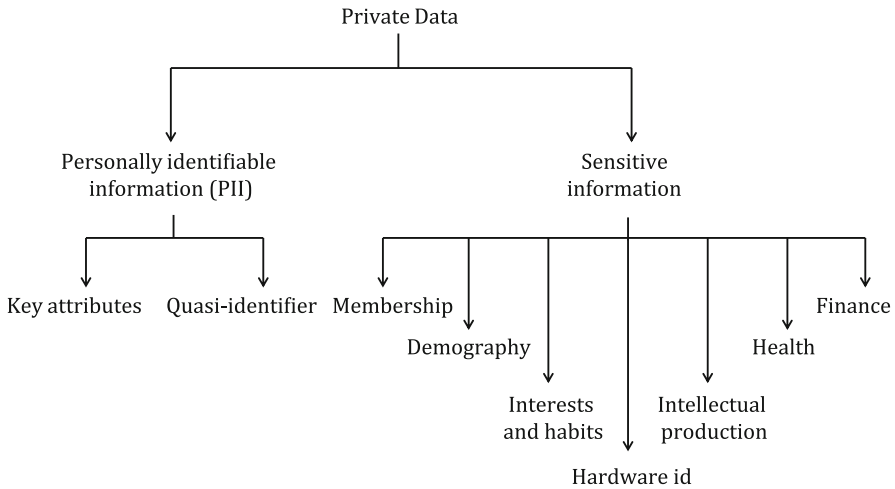 Private Data
Personally identifiable
information (PII)
Sensitive
information
Key attributes
Quasi-identifier
Membership
Demography
Interests
and habits
Hardware id
Intellectual
production
Health
Finance